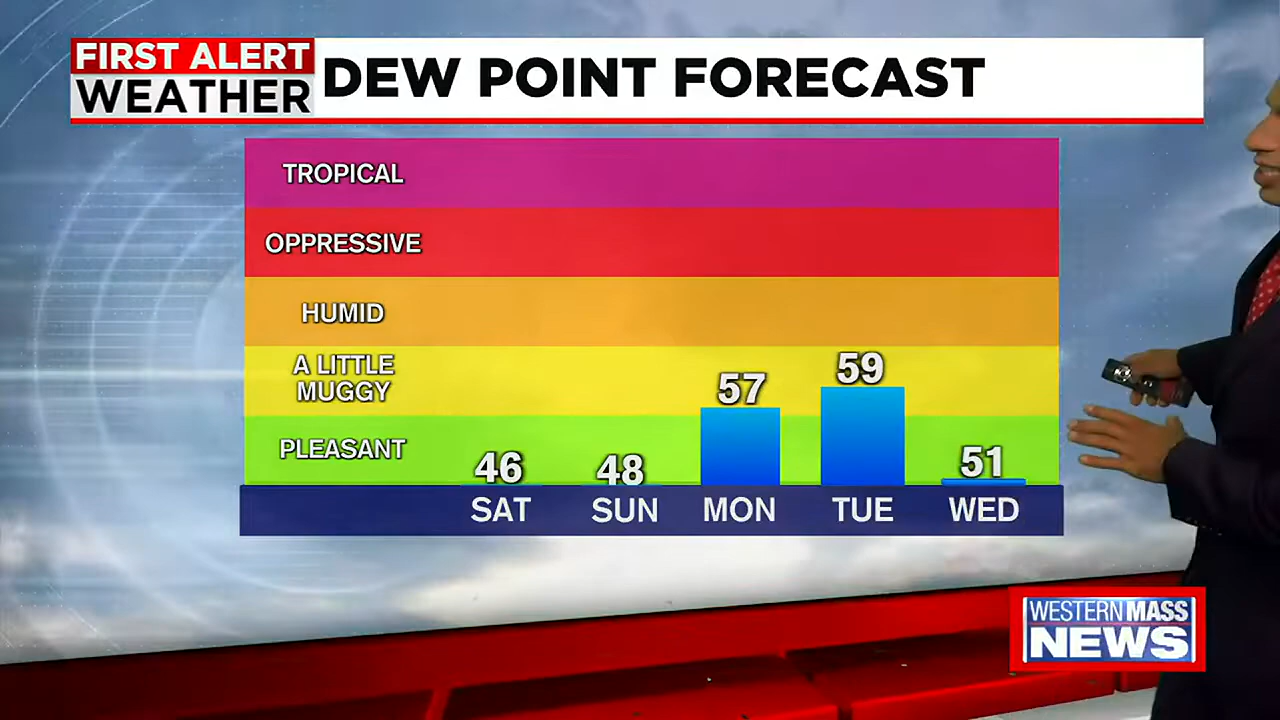 FIRST ALERT
WEATHER
DEW POINT FORECAST
TROPICAL
OPPRESSIVE
HUMID
A LITTLE
MUGGY
PLEASANT
46
48
57
59
51
SAT
SUN
MON
TUE
WED
WESTERN MASS
NEWS